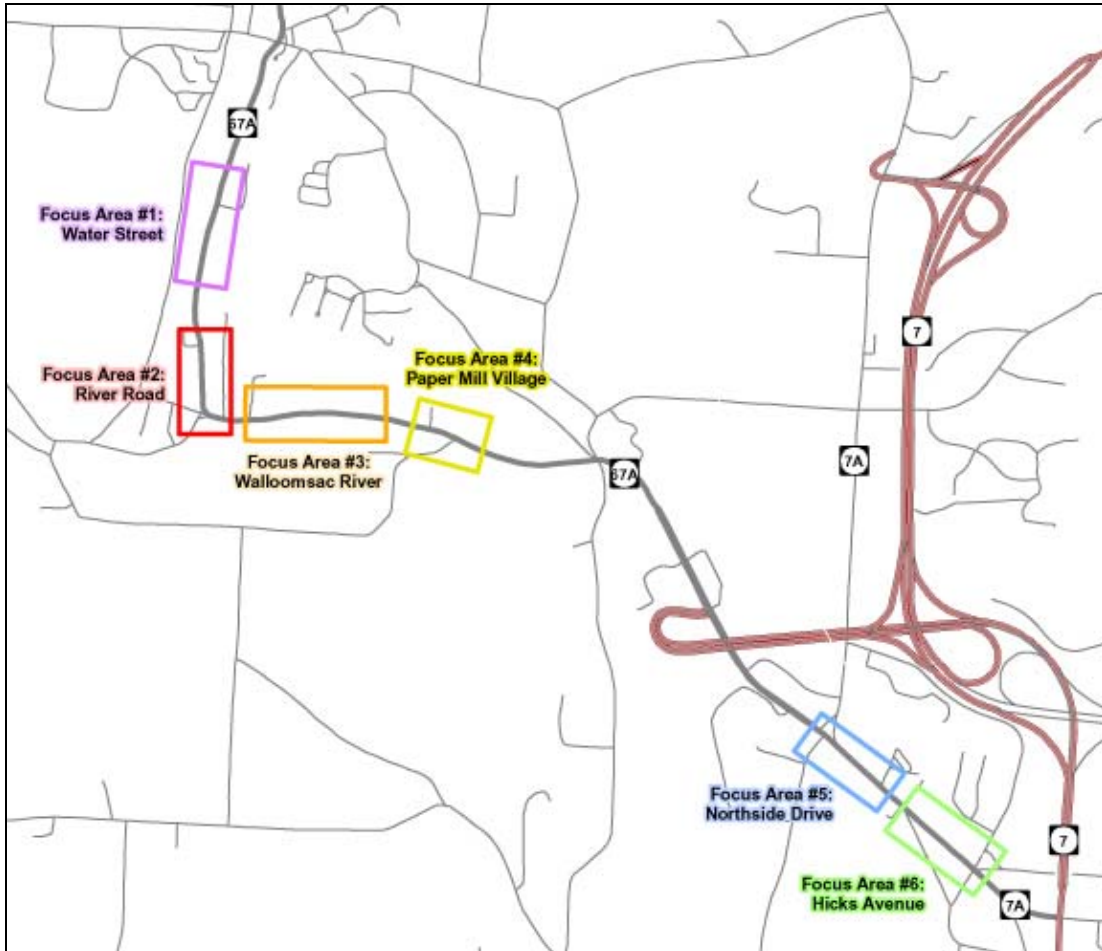 67A
Focus Area #1:
Water Street
7
Focus Area #2:
River Road
Focus Area #4:
Paper Mill Village
Focus Area #3:
Walloomsac River
67A
7A
Focus Area #5:
Northside Drive
7
Focus Area #6:
Hicks Avenue
7A